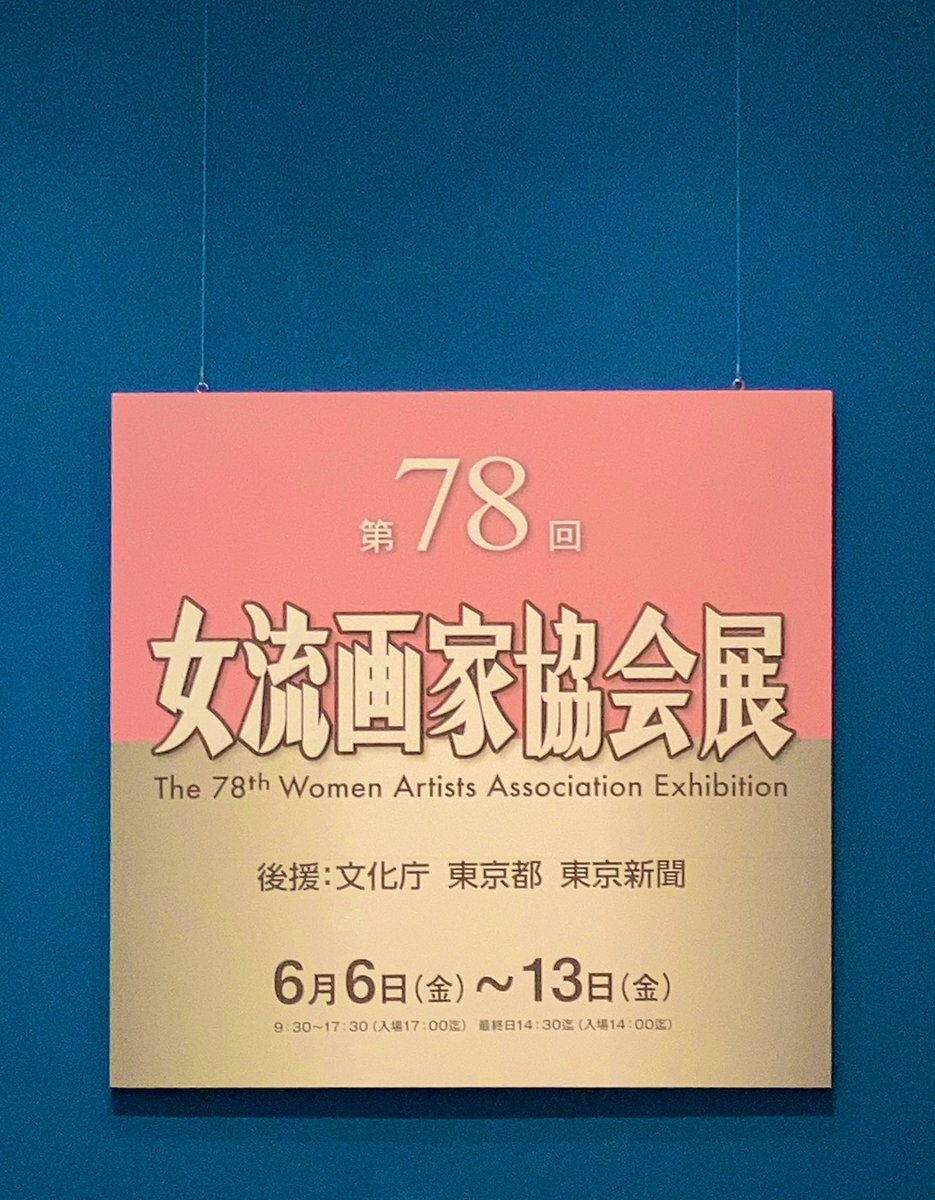 第78回
女流画家協会展
The 78th Women Artists Association Exhibition
後援：文化庁 東京都 東京新聞
6月6日（金）～13日（金）
9：30～17：30（入場17：00迄） 最終日14：30迄（入場14：00迄）